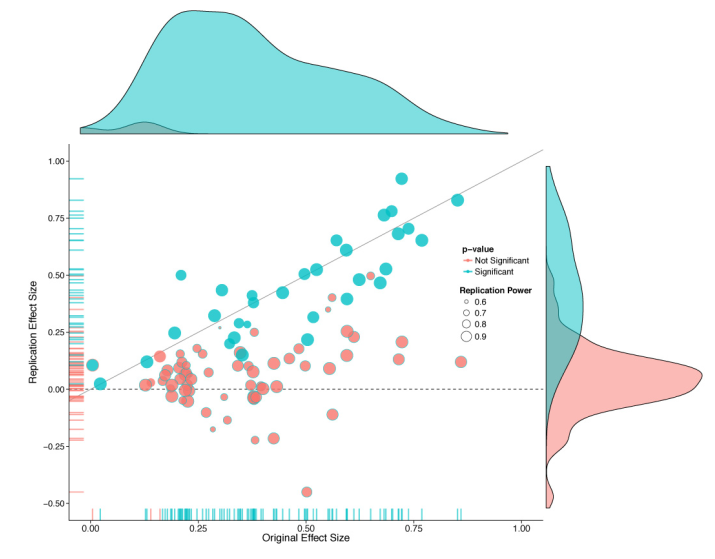 1.00
0.75
0.50
0.25
0.00
−0.25
−0.50
Replication Effect Size
p−value
Not Significant
Significant
Replication Power
0.6
0.7
0.8
0.9
0.00 0.25 0.50 0.75 1.00
Original Effect Size